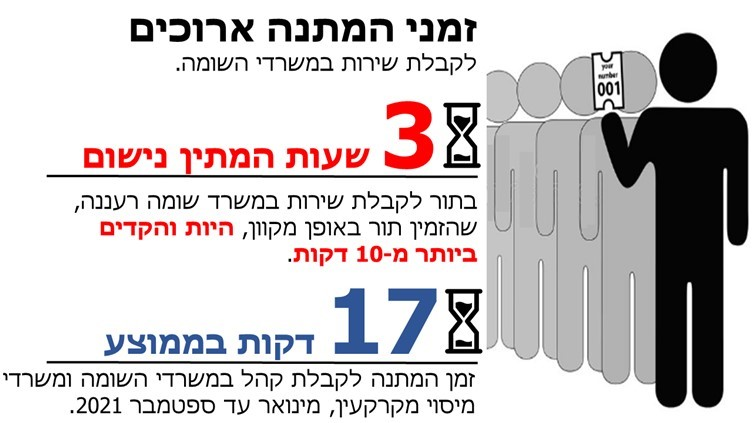 זמני המתנה ארוכים
לקבלת שירות במשרדי השומה.
3 שעות המתין נישום
בתור לקבלת שירות במשרד שומה רעננה,
שהזמין תור באופן מקוון, היות והקדים
ביותר מ-10 דקות.
17 דקות בממוצע
זמן המתנה לקבלת קהל במשרדי השומה ומשרדי
מיסוי מקרקעין, מינואר עד ספטמבר 2021.
your
number
001